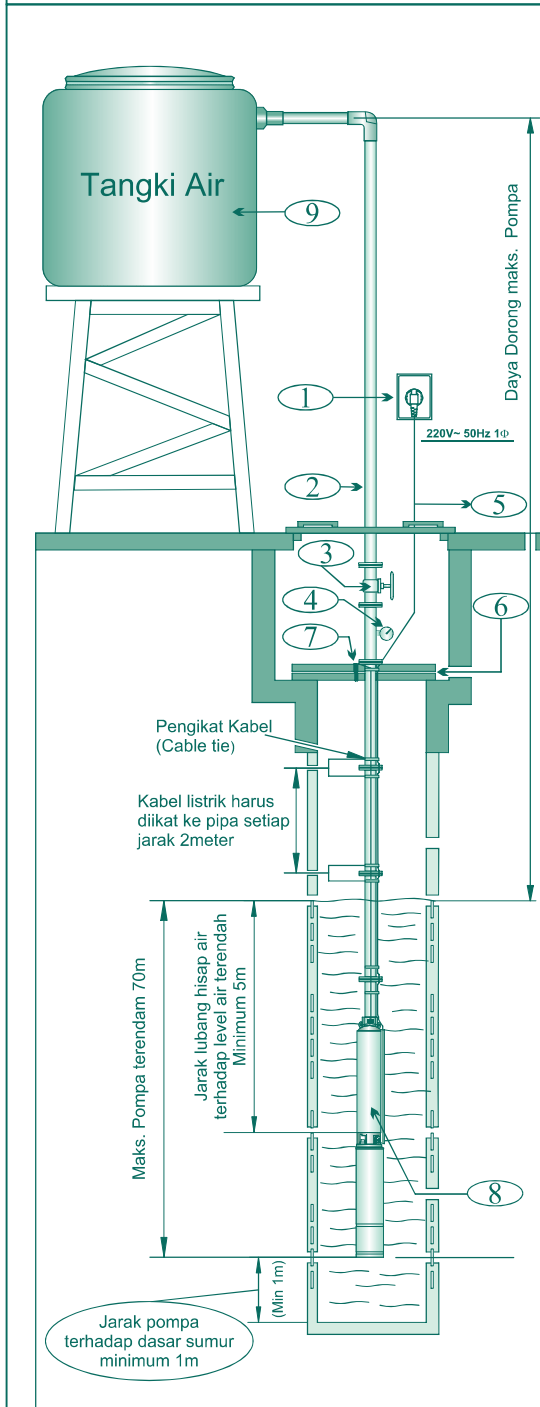 Tangki Air
9
Daya Dorong maks. Pompa
1
220V~ 50Hz 1Φ
2
5
3
4
6
7
Pengikat Kabel
(Cable tie)
Kabel listrik harus
diikat ke pipa setiap
jarak 2meter
Maks. Pompa terendam 70m
Jarak lubang hisap air
terhadap level air terendah
Minimum 5m
8
(Min 1m)
Jarak pompa
terhadap dasar sumur
minimum 1m